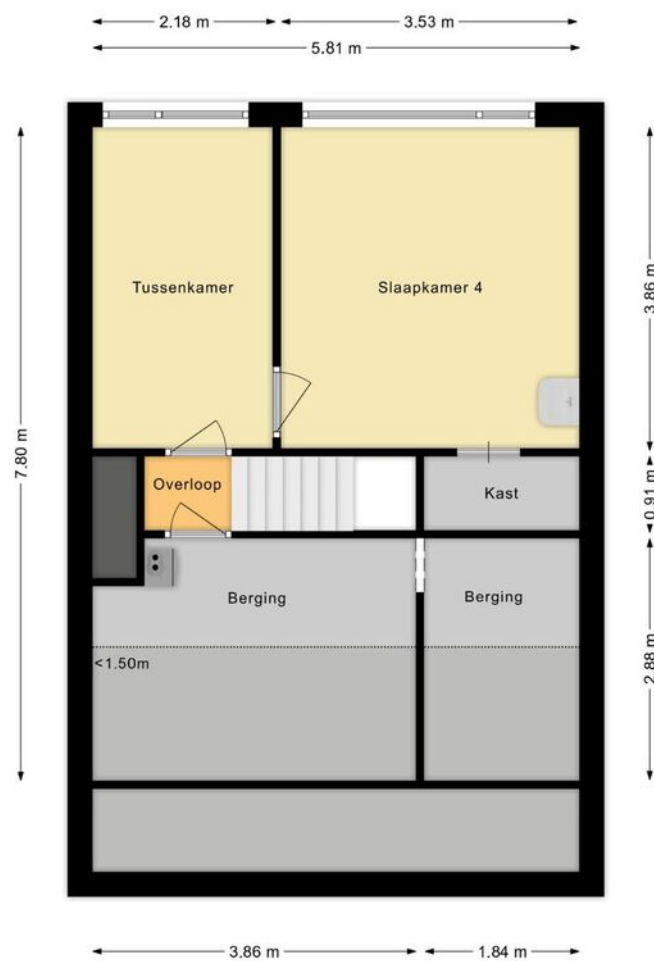 2.18 m
3.53 m
5.81 m
Tussenkamer
Slaapkamer 4
3.86 m
7.80 m
Overloop
Kast
0.91 m
Berging
Berging
<1.50m
2.88 m
3.86 m
1.84 m